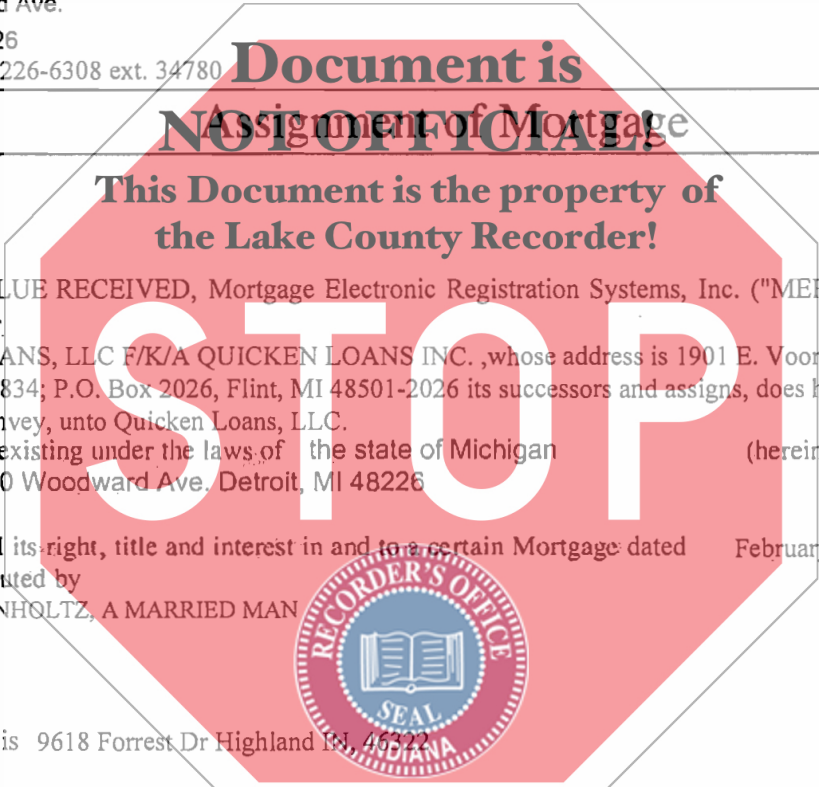 d Ave.
26
226-6308 ext. 34780
Document is
NOT OFFICIAL!
Assignment of Mortgage
This Document is the property of
the Lake County Recorder!
LUE RECEIVED, Mortgage Electronic Registration Systems, Inc. ("MER
ANS, LLC F/K/A QUICKEN LOANS INC. ,whose address is 1901 E. Voor
834; P.O. Box 2026, Flint, MI 48501-2026 its successors and assigns, does h
nvey, unto Quicken Loans, LLC.
existing under the laws of the state of Michigan (herein
0 Woodward Ave. Detroit, MI 48226
STOP
l its right, title and interest in and to a certain Mortgage dated Februar
uted by
NHOLTZ, A MARRIED MAN
RECORDER'S OFFICE
SEAL
INDIANA
is 9618 Forrest Dr Highland IN, 46322